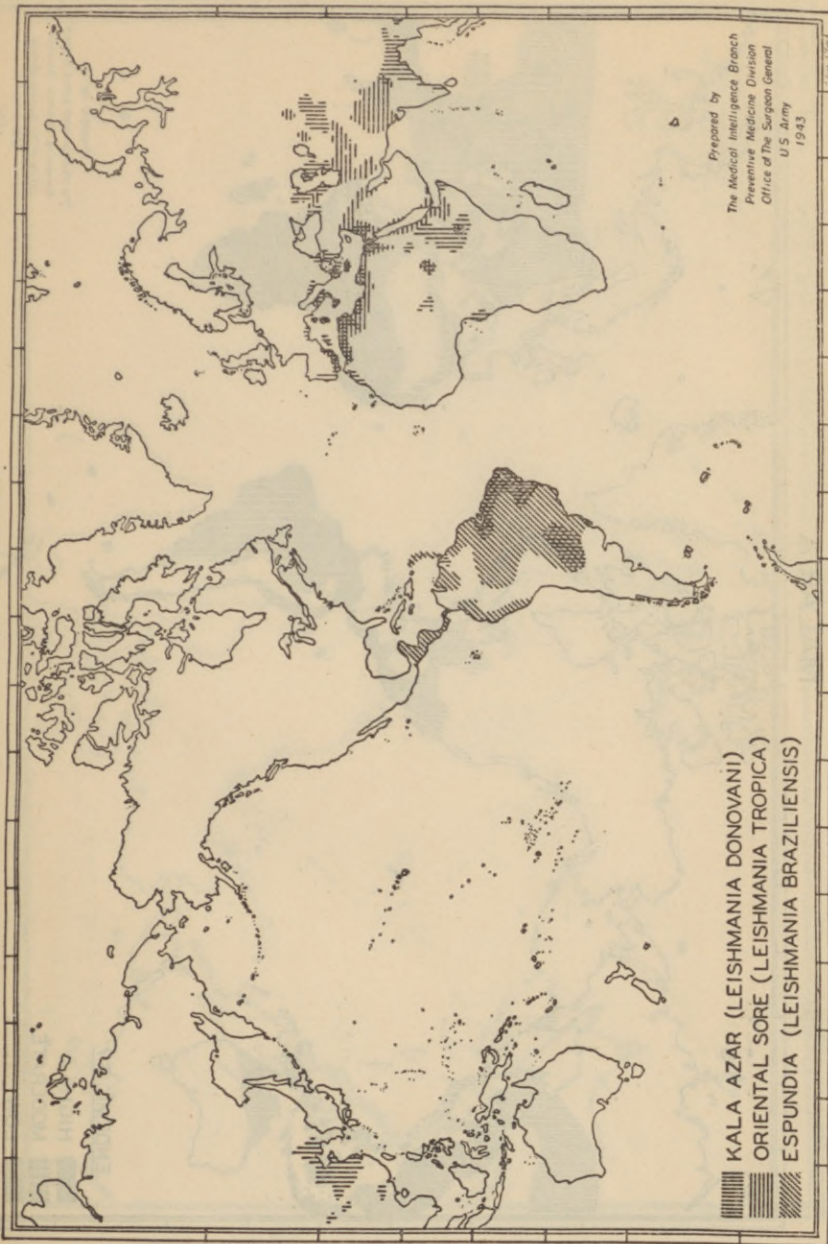 Prepared by
The Medical Intelligence Branch
Preventive Medicine Division
Office of The Surgeon General
US Army
1943
KALA AZAR (LEISHMANIA DONOVANI)
ORIENTAL SORE (LEISHMANIA TROPICA)
ESPUNDIA (LEISHMANIA BRAZILIENSIS)